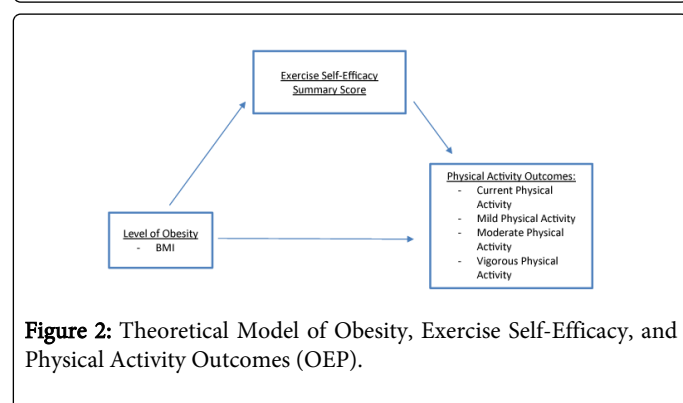 Exercise Self-Efficacy
Summary Score
Physical Activity Outcomes:
- Current Physical
Activity
- Mild Physical Activity
- Moderate Physical
Activity
- Vigorous Physical
Activity
Level of Obesity
- BMI
Figure 2: Theoretical Model of Obesity, Exercise Self-Efficacy, and
Physical Activity Outcomes (OEP).